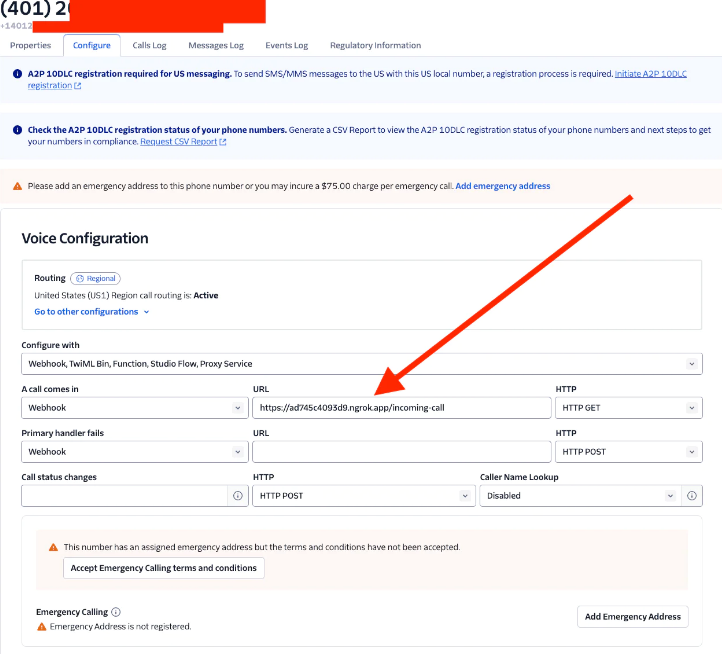 (401) 2
+14012
Properties Configure Calls Log Messages Log Events Log Regulatory Information
A2P 10DLC registration required for US messaging. To send SMS/MMS messages to the US with this US local number, a registration process is required. Initiate A2P 10DLC
registration
Check the A2P 10DLC registration status of your phone numbers. Generate a CSV Report to view the A2P 10DLC registration status of your phone numbers and next steps to get
your numbers in compliance. Request CSV Report
Please add an emergency address to this phone number or you may incure a $75.00 charge per emergency call. Add emergency address
Voice Configuration
Routing Regional
United States (US1) Region call routing is: Active
Go to other configurations
Configure with
Webhook, TwiML Bin, Function, Studio Flow, Proxy Service
A call comes in URL HTTP
Webhook https://ad745c4093d9.ngrok.app/incoming-call HTTP GET
Primary handler fails URL HTTP
Webhook HTTP POST
Call status changes HTTP Caller Name Lookup
HTTP POST Disabled
This number has an assigned emergency address but the terms and conditions have not been accepted.
Accept Emergency Calling terms and conditions
Emergency Calling
Add Emergency Address
Emergency Address is not registered.